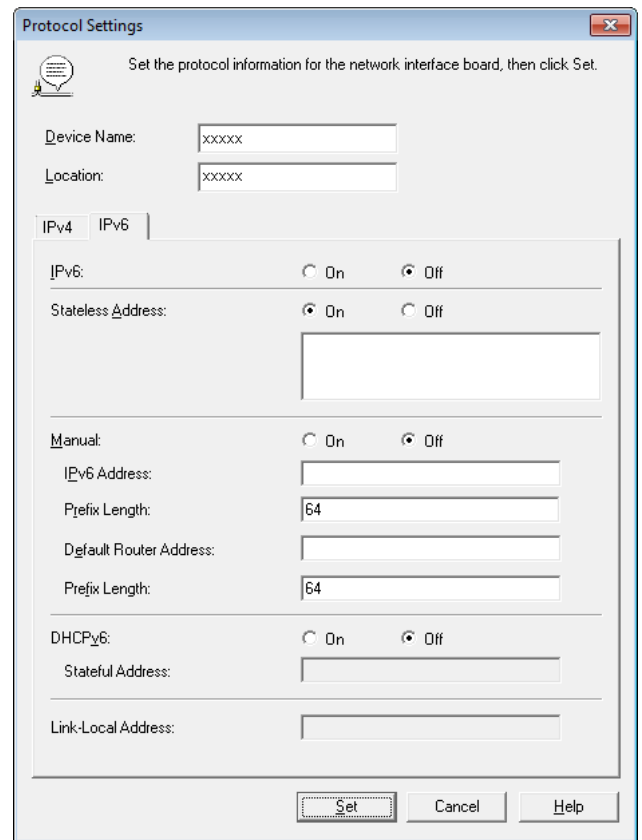 Protocol Settings
Set the protocol information for the network interface board, then click Set.
Device Name: xxxxx
Location: xxxxx
IPv4 IPv6
IPv6: On Off
Stateless Address: On Off
Manual: On Off
IPv6 Address:
Prefix Length: 64
Default Router Address:
Prefix Length: 64
DHCPv6: On Off
Stateful Address:
Link-Local Address:
Set Cancel Help